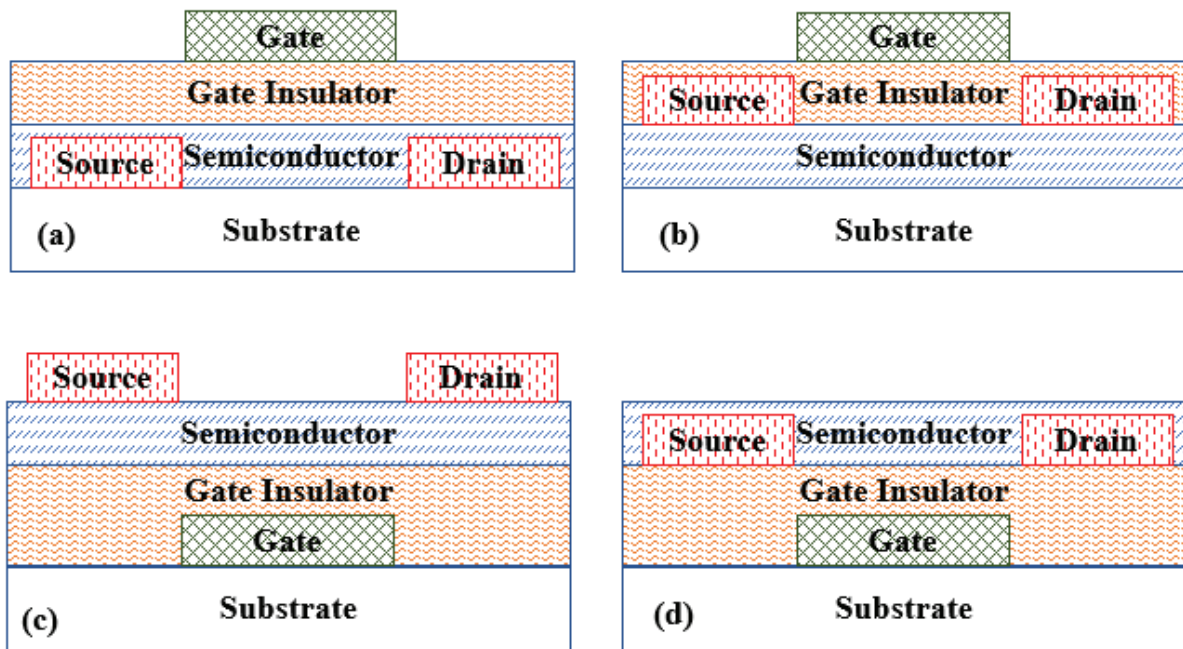 Gate
Gate Insulator
Source Semiconductor Drain
Substrate
(a)
Gate
Source Gate Insulator Drain
Semiconductor
Substrate
(b)
Source Drain
Semiconductor
Gate Insulator
Gate
Substrate
(c)
Source Semiconductor Drain
Gate Insulator
Gate
Substrate
(d)